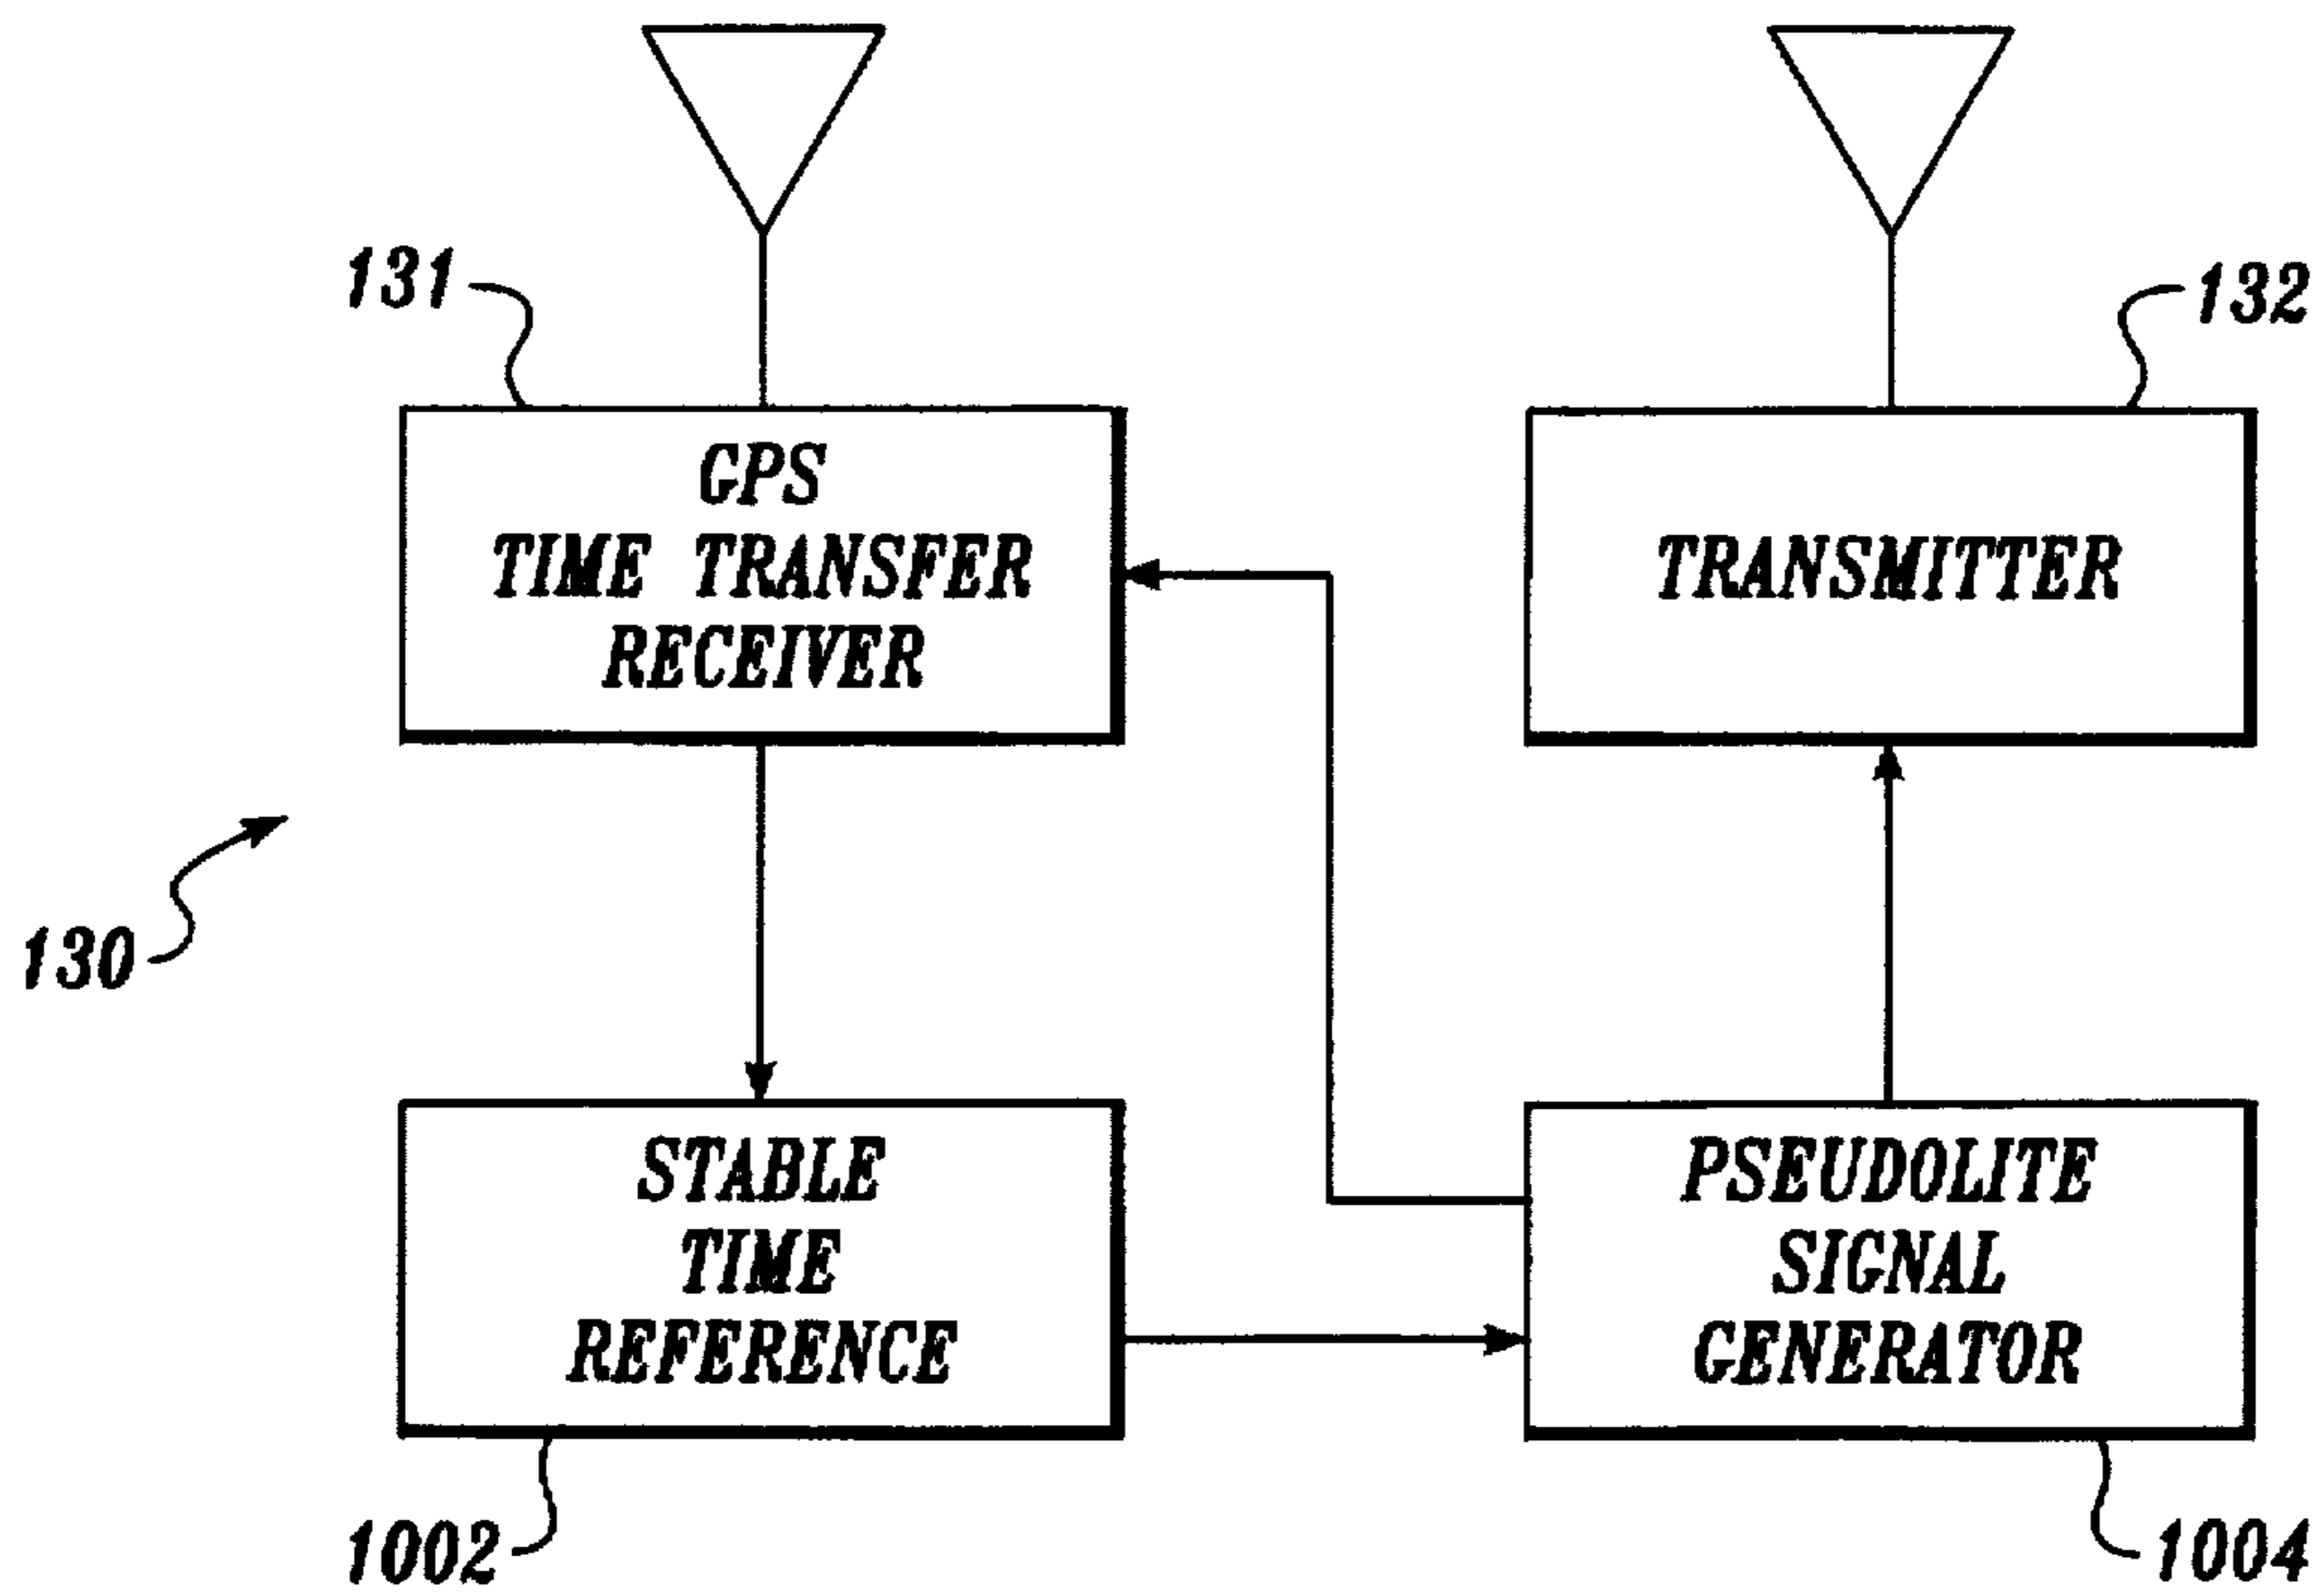 131
132
GPS
TIME TRANSFER
RECEIVER
TRANSMITTER
130
STABLE
TIME
REFERENCE
PSEUDOLITE
SIGNAL
GENERATOR
1002
1004